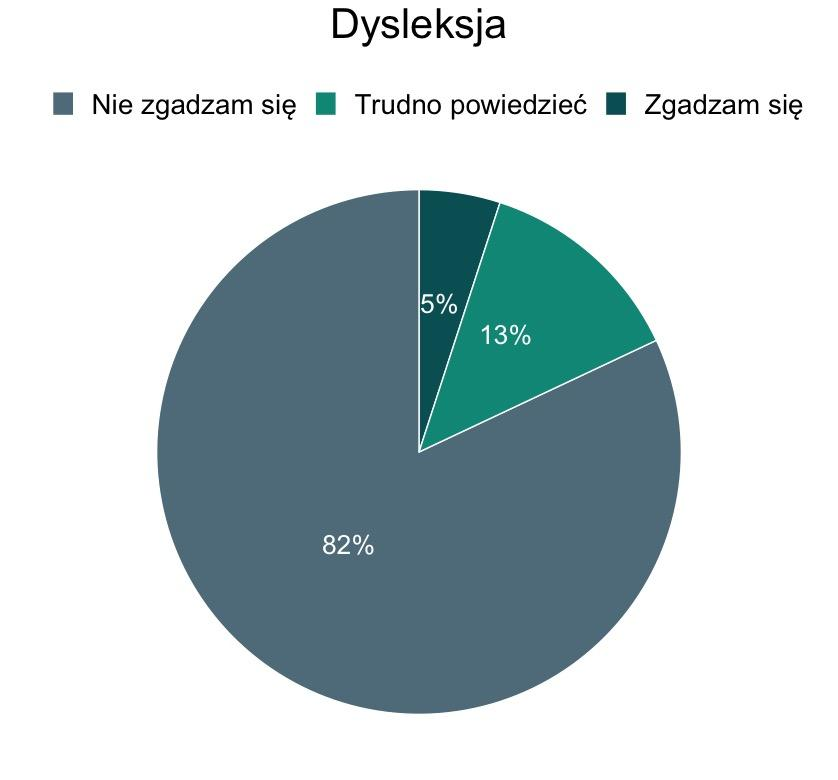 Dysleksja
Nie zgadzam się Trudno powiedzieć Zgadzam się
5%
13%
82%